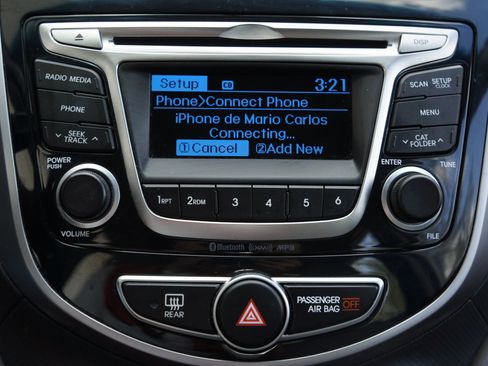 DISP
Setup CD 3:21
Phone>Connect Phone
iPhone de Mario Carlos
Connecting...
①Cancel ②Add New
RADIO MEDIA
PHONE
SEEK
TRACK
POWER
PUSH
VOLUME
SCAN SETUP
CLOCK
MENU
CAT
FOLDER
ENTER
TUNE
FILE
1RPT 2RDM 3 4 5 6
Bluetooth XM MP3
REAR
PASSENGER
AIR BAG OFF